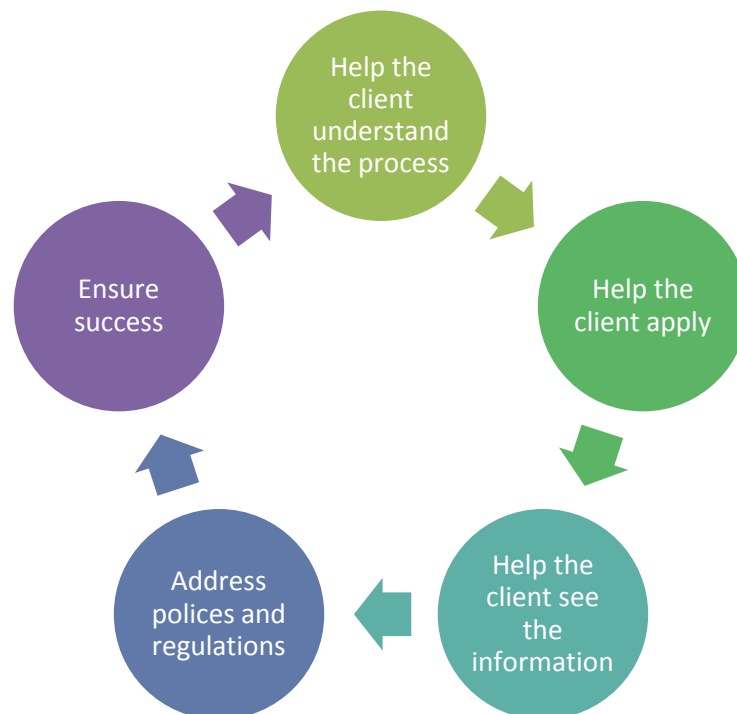 Help the
client
understand
the process
Help the
client apply
Help the
client see
the
information
Address
polices and
regulations
Ensure
success